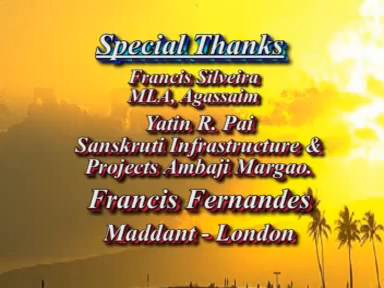 Special Thanks
Francis Silveira
MLA, Agassaim
Yatin R. Pai
Sanskruti Infrastructure &
Projects Ambaji Margao.
Francis Fernandes
Maddant - London